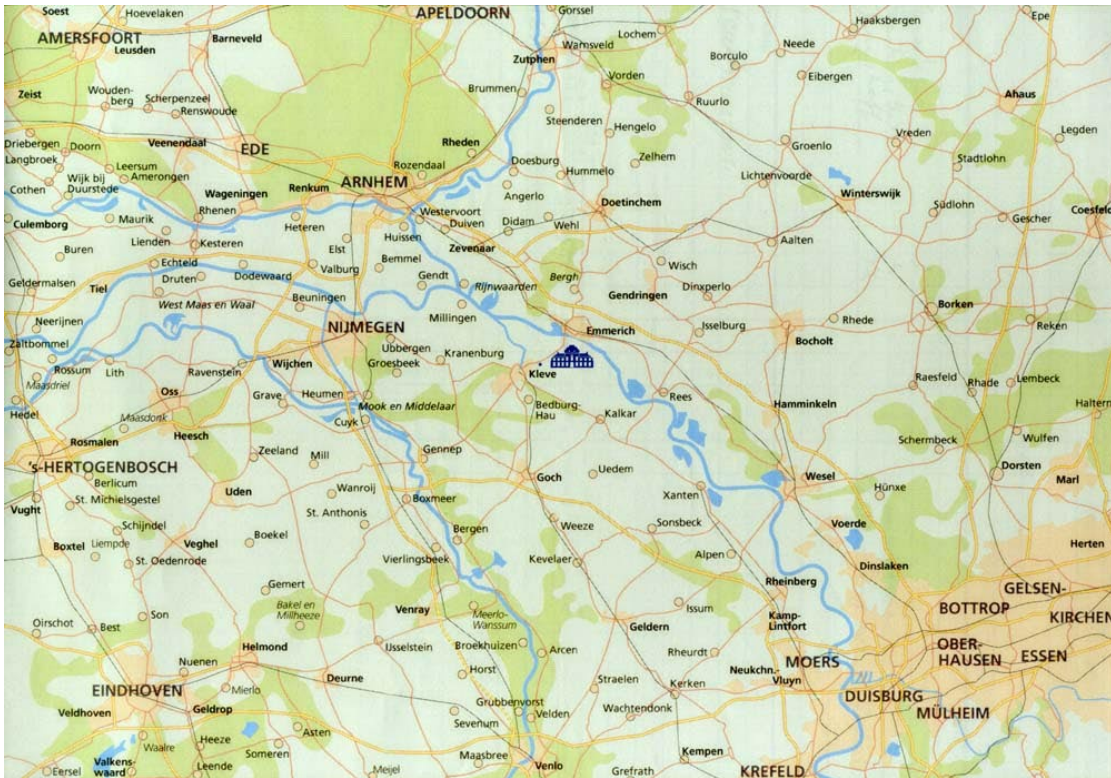 Soest
Hoevelaken
APELDOORN
Gorssel
Haaksbergen
Epe
AMERSFOORT
Leusden
Barneveld
Lochem
Neede
Zutphen
Warnsveld
Borculo
Eibergen
Zeist
Wouden-
berg
Scherpenzeel
Renswoude
Brummen
Vorden
Ruurlo
Ahaus
Steenderen
Hengelo
Driebergen
Doorn
Langbroek
Veenendaal
EDE
Rheden
Groenlo
Vreden
Legden
Leersum
Amerongen
Rozendaal
Doesburg
Zelhem
Stadtlohn
Cothen
Wijk bij
Duurstede
Wageningen
Renkum
ARNHEM
Hummelo
Angerlo
Lichtenvoorde
Winterswijk
Culemborg
Maurik
Rhenen
Heteren
Westervoort
Duiven
Didam
Wehl
Doetinchem
Südlohn
Gescher
Coesfeld
Lienden
Kesteren
Elst
Huissen
Zevenaar
Aalten
Buren
Echteld
Dodewaard
Valburg
Bemmel
Wisch
Geldermalsen
Tiel
Druten
Gendt
Rijnwaarden
Bergh
Gendringen
Dinxperlo
West Maas en Waal
Beuningen
Millingen
Borken
Neerijnen
NIJMEGEN
Emmerich
Isselburg
Rhede
Reken
Zaltbommel
Ubbergen
Kranenburg
Bocholt
Rossum
Lith
Ravenstein
Wijchen
Groesbeek
Kleve
Maasdriel
Raesfeld
Rhade
Lembeck
Oss
Grave
Heumen
Mook en Middelaar
Bedburg-
Hau
Rees
Hamminkeln
Hedel
Maasdonk
Kalkar
Haltern
Cuyk
Rosmalen
Heesch
Schermbeck
Wulfen
's-HERTOGENBOSCH
Zeeland
Mill
Gennep
Berlicum
St. Michielsgestel
Uden
Wanroij
Boxmeer
Goch
Uedem
Wesel
Dorsten
Marl
Vught
Xanten
Hünxe
Schijndel
St. Anthonis
Weeze
Sonsbeck
Voerde
Boxtel
Liempde
Veghel
Boekel
Bergen
St. Oedenrode
Vierlingsbeek
Kevelaer
Alpen
Dinslaken
Herten
Gemert
Rheinberg
GELSEN-
KIRCHEN
Bakel en
Milheeze
Venray
Meerlo-
Wanssum
Issum
Kamp-
Lintfort
BOTTROP
Oirschot
Best
Son
Geldern
Helmond
IJsselstein
Broekhuizen
Arcen
Rheurdt
MOERS
OBER-
HAUSEN
ESSEN
Nuenen
Deurne
Horst
Straelen
Kerken
Neukchn.-
Vluyn
EINDHOVEN
Mierlo
DUISBURG
Veldhoven
Geldrop
Grubbenvorst
Velden
Wachtendonk
MÜLHEIM
Sevenum
Asten
Waalre
Heeze
Someren
Maasbree
Kempen
Valkens-
waard
Eersel
Leende
Meijel
Venlo
Grefrath
KREFELD